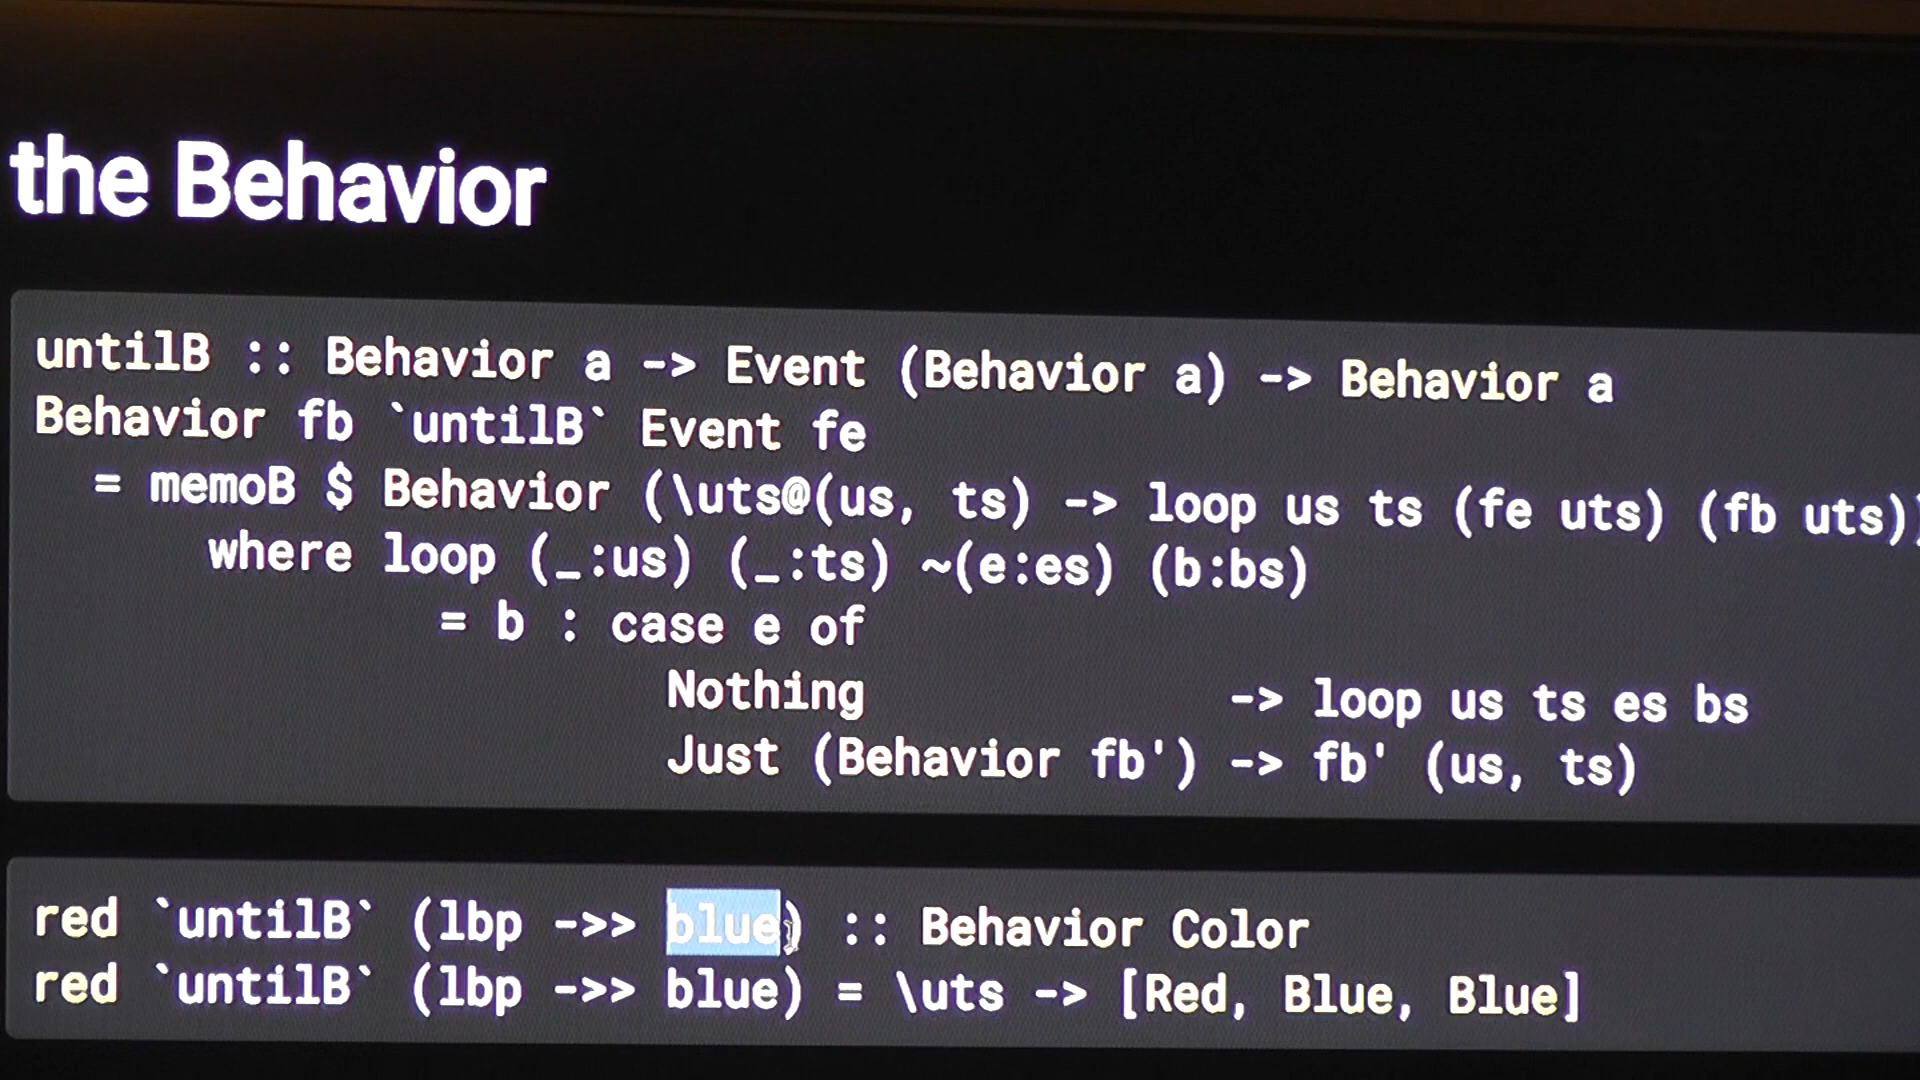 the Behavior
untilB :: Behavior a -> Event (Behavior a) -> Behavior a
Behavior fb `untilB` Event fe
  = memoB $ Behavior (\uts@(us, ts) -> loop us ts (fe uts) (fb uts))
      where loop (_:us) (_:ts) ~(e:es) (b:bs)
              = b : case e of
                      Nothing             -> loop us ts es bs
                      Just (Behavior fb') -> fb' (us, ts)
red `untilB` (lbp ->> blue) :: Behavior Color
red `untilB` (lbp ->> blue) = \uts -> [Red, Blue, Blue]